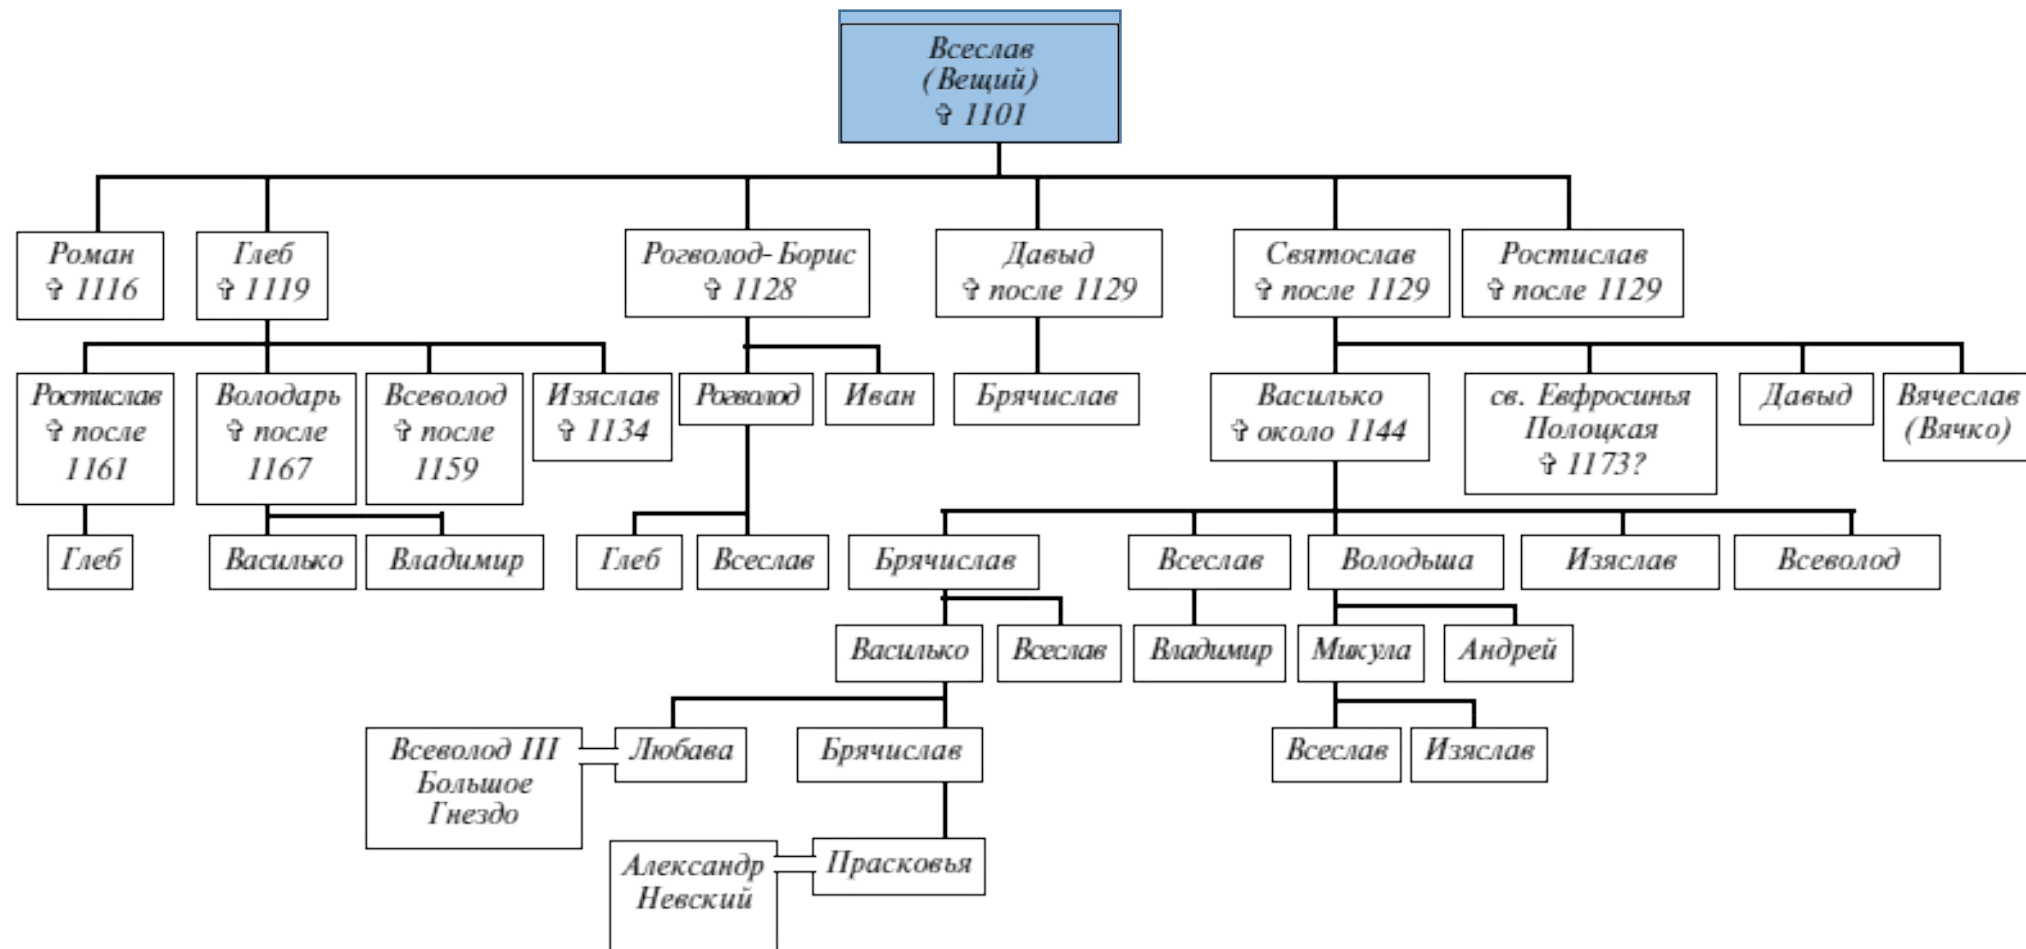 Всеслав
(Вещий)
✞ 1101
Роман
✞ 1116
Глеб
✞ 1119
Рогволод-Борис
✞ 1128
Давыд
✞ после 1129
Святослав
✞ после 1129
Ростислав
✞ после 1129
Ростислав
✞ после
1161
Володарь
✞ после
1167
Всеволод
✞ после
1159
Изяслав
✞ 1134
Рогволод
Иван
Брячислав
Василько
✞ около 1144
св. Евфросинья
Полоцкая
✞ 1173?
Давыд
Вячеслав
(Вячко)
Глеб
Василько
Владимир
Глеб
Всеслав
Брячислав
Всеслав
Володьша
Изяслав
Всеволод
Василько
Всеслав
Владимир
Микула
Андрей
Всеволод III
Большое
Гнездо
Любава
Брячислав
Всеслав
Изяслав
Александр
Невский
Прасковья